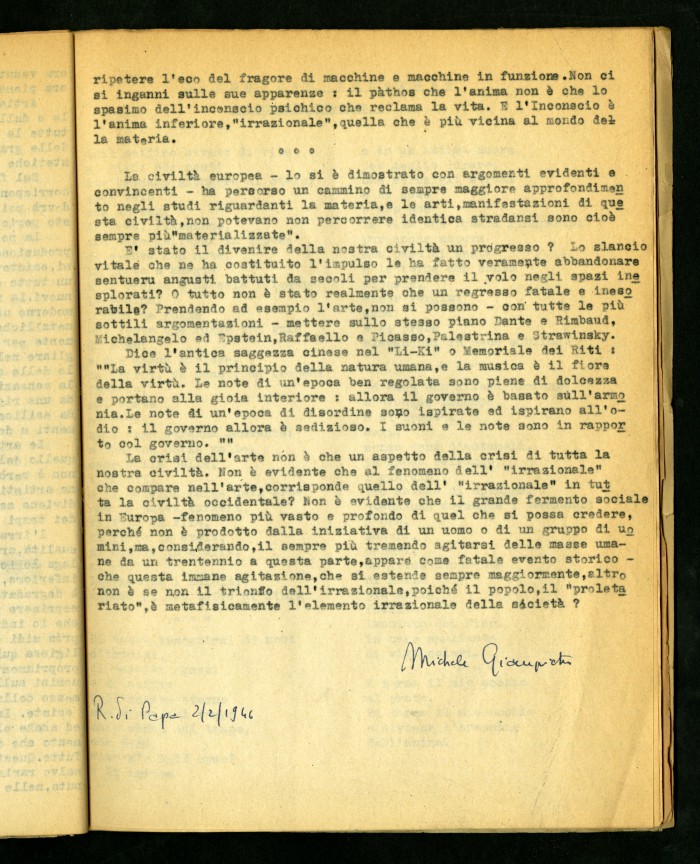 ripetere l'eco del fragore di macchine e macchine in funzione.Non ci
si inganni sulle sue apparenze : il pàthos che l'anima non è che lo
spasimo dell'inconscio psichico che reclama la vita. E l'Inconscio è
l'anima inferiore,"irrazionale",quella che è più vicina al mondo del
la materia.
° ° °
La civiltà europea - lo si è dimostrato con argomenti evidenti e
convincenti - ha percorso un cammino di sempre maggiore approfondimen
to negli studi riguardanti la materia,e le arti,manifestazioni di que
sta civiltà,non potevano non percorrere identica stradansi sono cioè
sempre più"materializzate".
E' stato il divenire della nostra civiltà un progresso ? Lo slancio
vitale che ne ha costituito l'impulso le ha fatto veramente abbandonare
sentueru angusti battuti da secoli per prendere il volo negli spazi ine
splorati? O tutto non è stato realmente che un regresso fatale e ineso
rabile? Prendendo ad esempio l'arte,non si possono - con tutte le più
sottili argomentazioni - mettere sullo stesso piano Dante e Rimbaud,
Michelangelo ed Epstein,Raffaello e Picasso,Palestrina e Strawinsky.
Dice l'antica saggezza cinese nel "Li-Ki" o Memoriale dei Riti :
""La virtù è il principio della natura umana,e la musica è il fiore
della virtù. Le note di un'epoca ben regolata sono piene di dolcezza
e portano alla gioia interiore : allora il governo è basato sull'armo
nia.Le note di un'epoca di disordine sono ispirate ed ispirano all'o-
dio : il governo allora è sedizioso. I suoni e le note sono in rappor
to col governo. ""
La crisi dell'arte non è che un aspetto della crisi di tutta la
nostra civiltà. Non è evidente che al fenomeno dell' "irrazionale"
che compare nell'arte,corrisponde quello dell' "irrazionale" in tut
ta la civiltà occidentale? Non è evidente che il grande fermento sociale
in Europa -fenomeno più vasto e profondo di quel che si possa credere,
perché non è prodotto dalla iniziativa di un uomo o di un gruppo di uo
mini,ma,considerando,il sempre più tremendo agitarsi delle masse uma-
ne da un trentennio a questa parte,appare come fatale evento storico -
che questa immane agitazione,che si estende sempre maggiormente,altro
non è se non il trionfo dell'irrazionale,poiché il popolo,il "proleta
riato",è metafisicamente l'elemento irrazionale della società ?
Michele
R. di Papa 2/2/1946